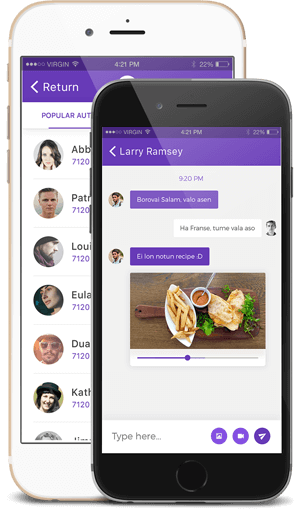 VIRGIN
4:21 PM
22%
Return
POPULAR AUT
Abb
7120
Patr
7120
Loui
7120
Eula
7120
Dua
7120
Kath
7120
VIRGIN
4:21 PM
22%
Larry Ramsey
9:20 PM
Borovai Salam, valo asen
Ha Franse, tume vala aso
Ei lon notun recipe :D
Type here...